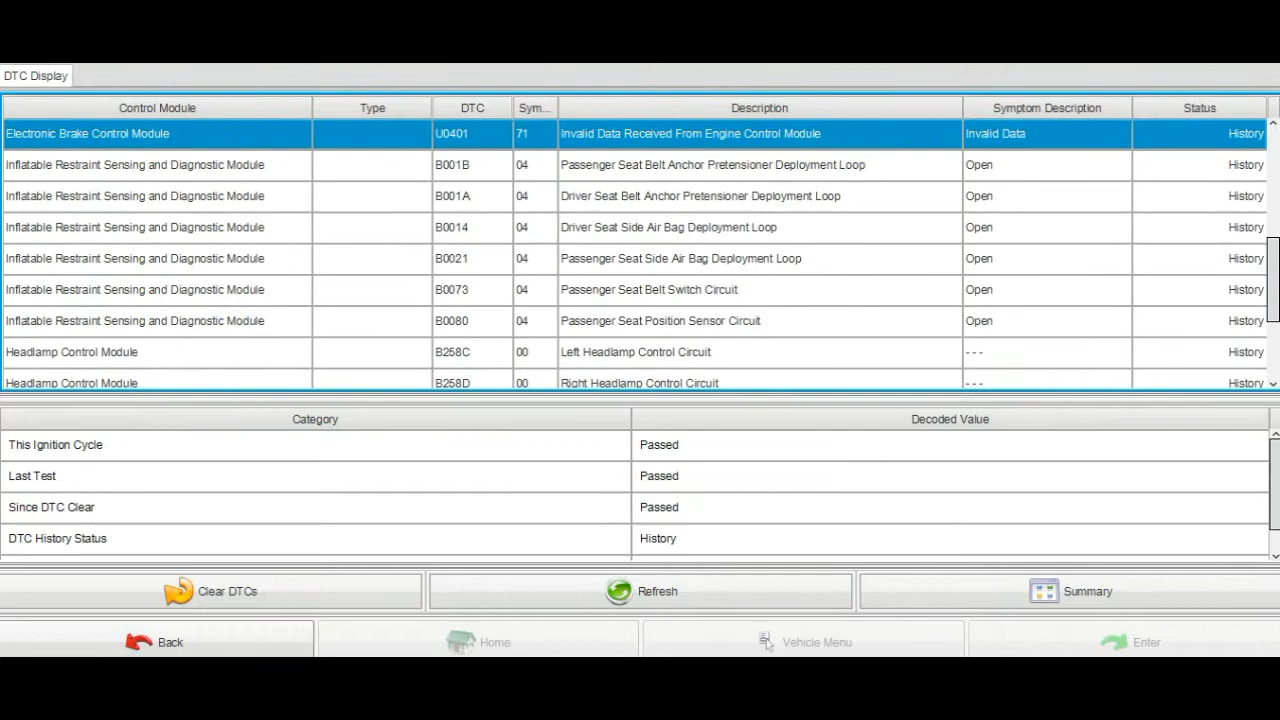 DTC Display
Control Module Type DTC Sym... Description Symptom Description Status
Electronic Brake Control Module U0401 71 Invalid Data Received From Engine Control Module Invalid Data History
Inflatable Restraint Sensing and Diagnostic Module B001B 04 Passenger Seat Belt Anchor Pretensioner Deployment Loop Open History
Inflatable Restraint Sensing and Diagnostic Module B001A 04 Driver Seat Belt Anchor Pretensioner Deployment Loop Open History
Inflatable Restraint Sensing and Diagnostic Module B0014 04 Driver Seat Side Air Bag Deployment Loop Open History
Inflatable Restraint Sensing and Diagnostic Module B0021 04 Passenger Seat Side Air Bag Deployment Loop Open History
Inflatable Restraint Sensing and Diagnostic Module B0073 04 Passenger Seat Belt Switch Circuit Open History
Inflatable Restraint Sensing and Diagnostic Module B0080 04 Passenger Seat Position Sensor Circuit Open History
Headlamp Control Module B258C 00 Left Headlamp Control Circuit - - - History
Headlamp Control Module B258D 00 Right Headlamp Control Circuit - - - History
Category Decoded Value
This Ignition Cycle Passed
Last Test Passed
Since DTC Clear Passed
DTC History Status History
Clear DTCs Refresh Summary
Back Home Vehicle Menu Enter